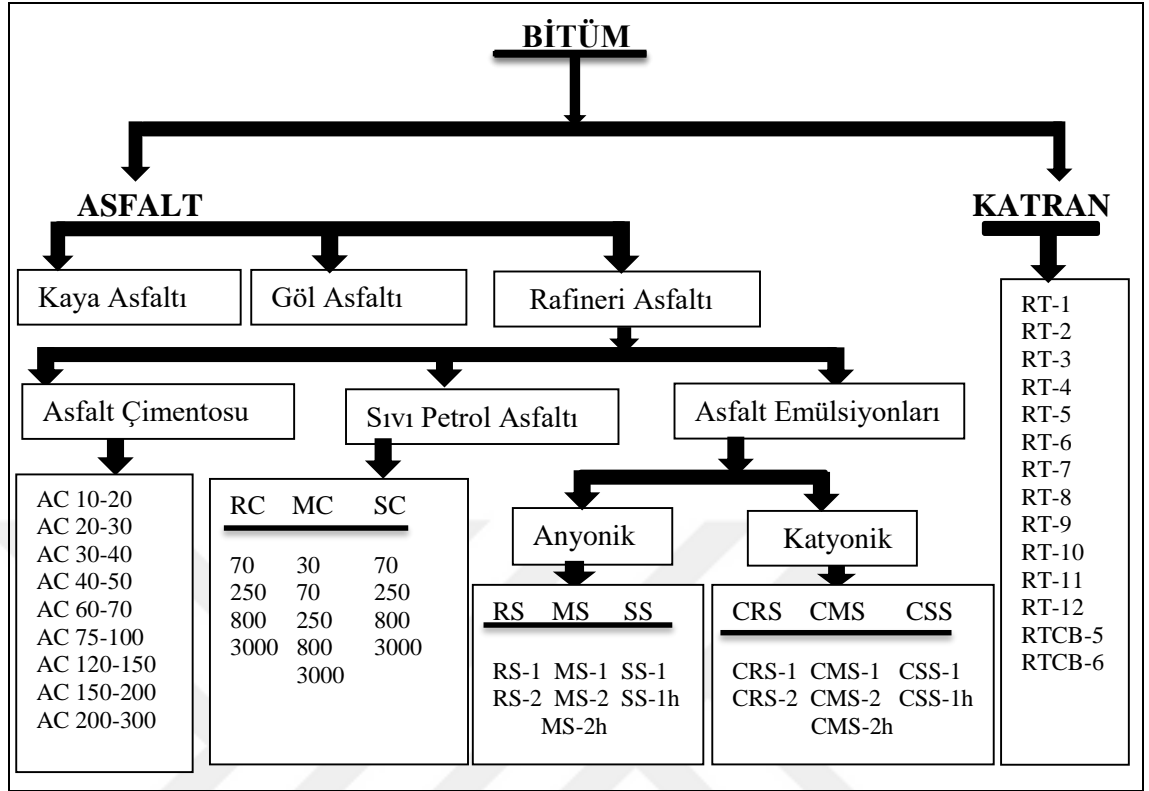 BİTÜM
ASFALT
KATRAN
Kaya Asfaltı
Göl Asfaltı
Rafineri Asfaltı
Asfalt Çimentosu
Sıvı Petrol Asfaltı
Asfalt Emülsiyonları
AC 10-20
AC 20-30
AC 30-40
AC 40-50
AC 60-70
AC 75-100
AC 120-150
AC 150-200
AC 200-300
RC MC SC
70 30 70
250 70 250
800 250 800
3000 800 3000
3000
Anyonik
Katyonik
RS MS SS
RS-1 MS-1 SS-1
RS-2 MS-2 SS-1h
MS-2h
CRS CMS CSS
CRS-1 CMS-1 CSS-1
CRS-2 CMS-2 CSS-1h
CMS-2h
RT-1
RT-2
RT-3
RT-4
RT-5
RT-6
RT-7
RT-8
RT-9
RT-10
RT-11
RT-12
RTCB-5
RTCB-6